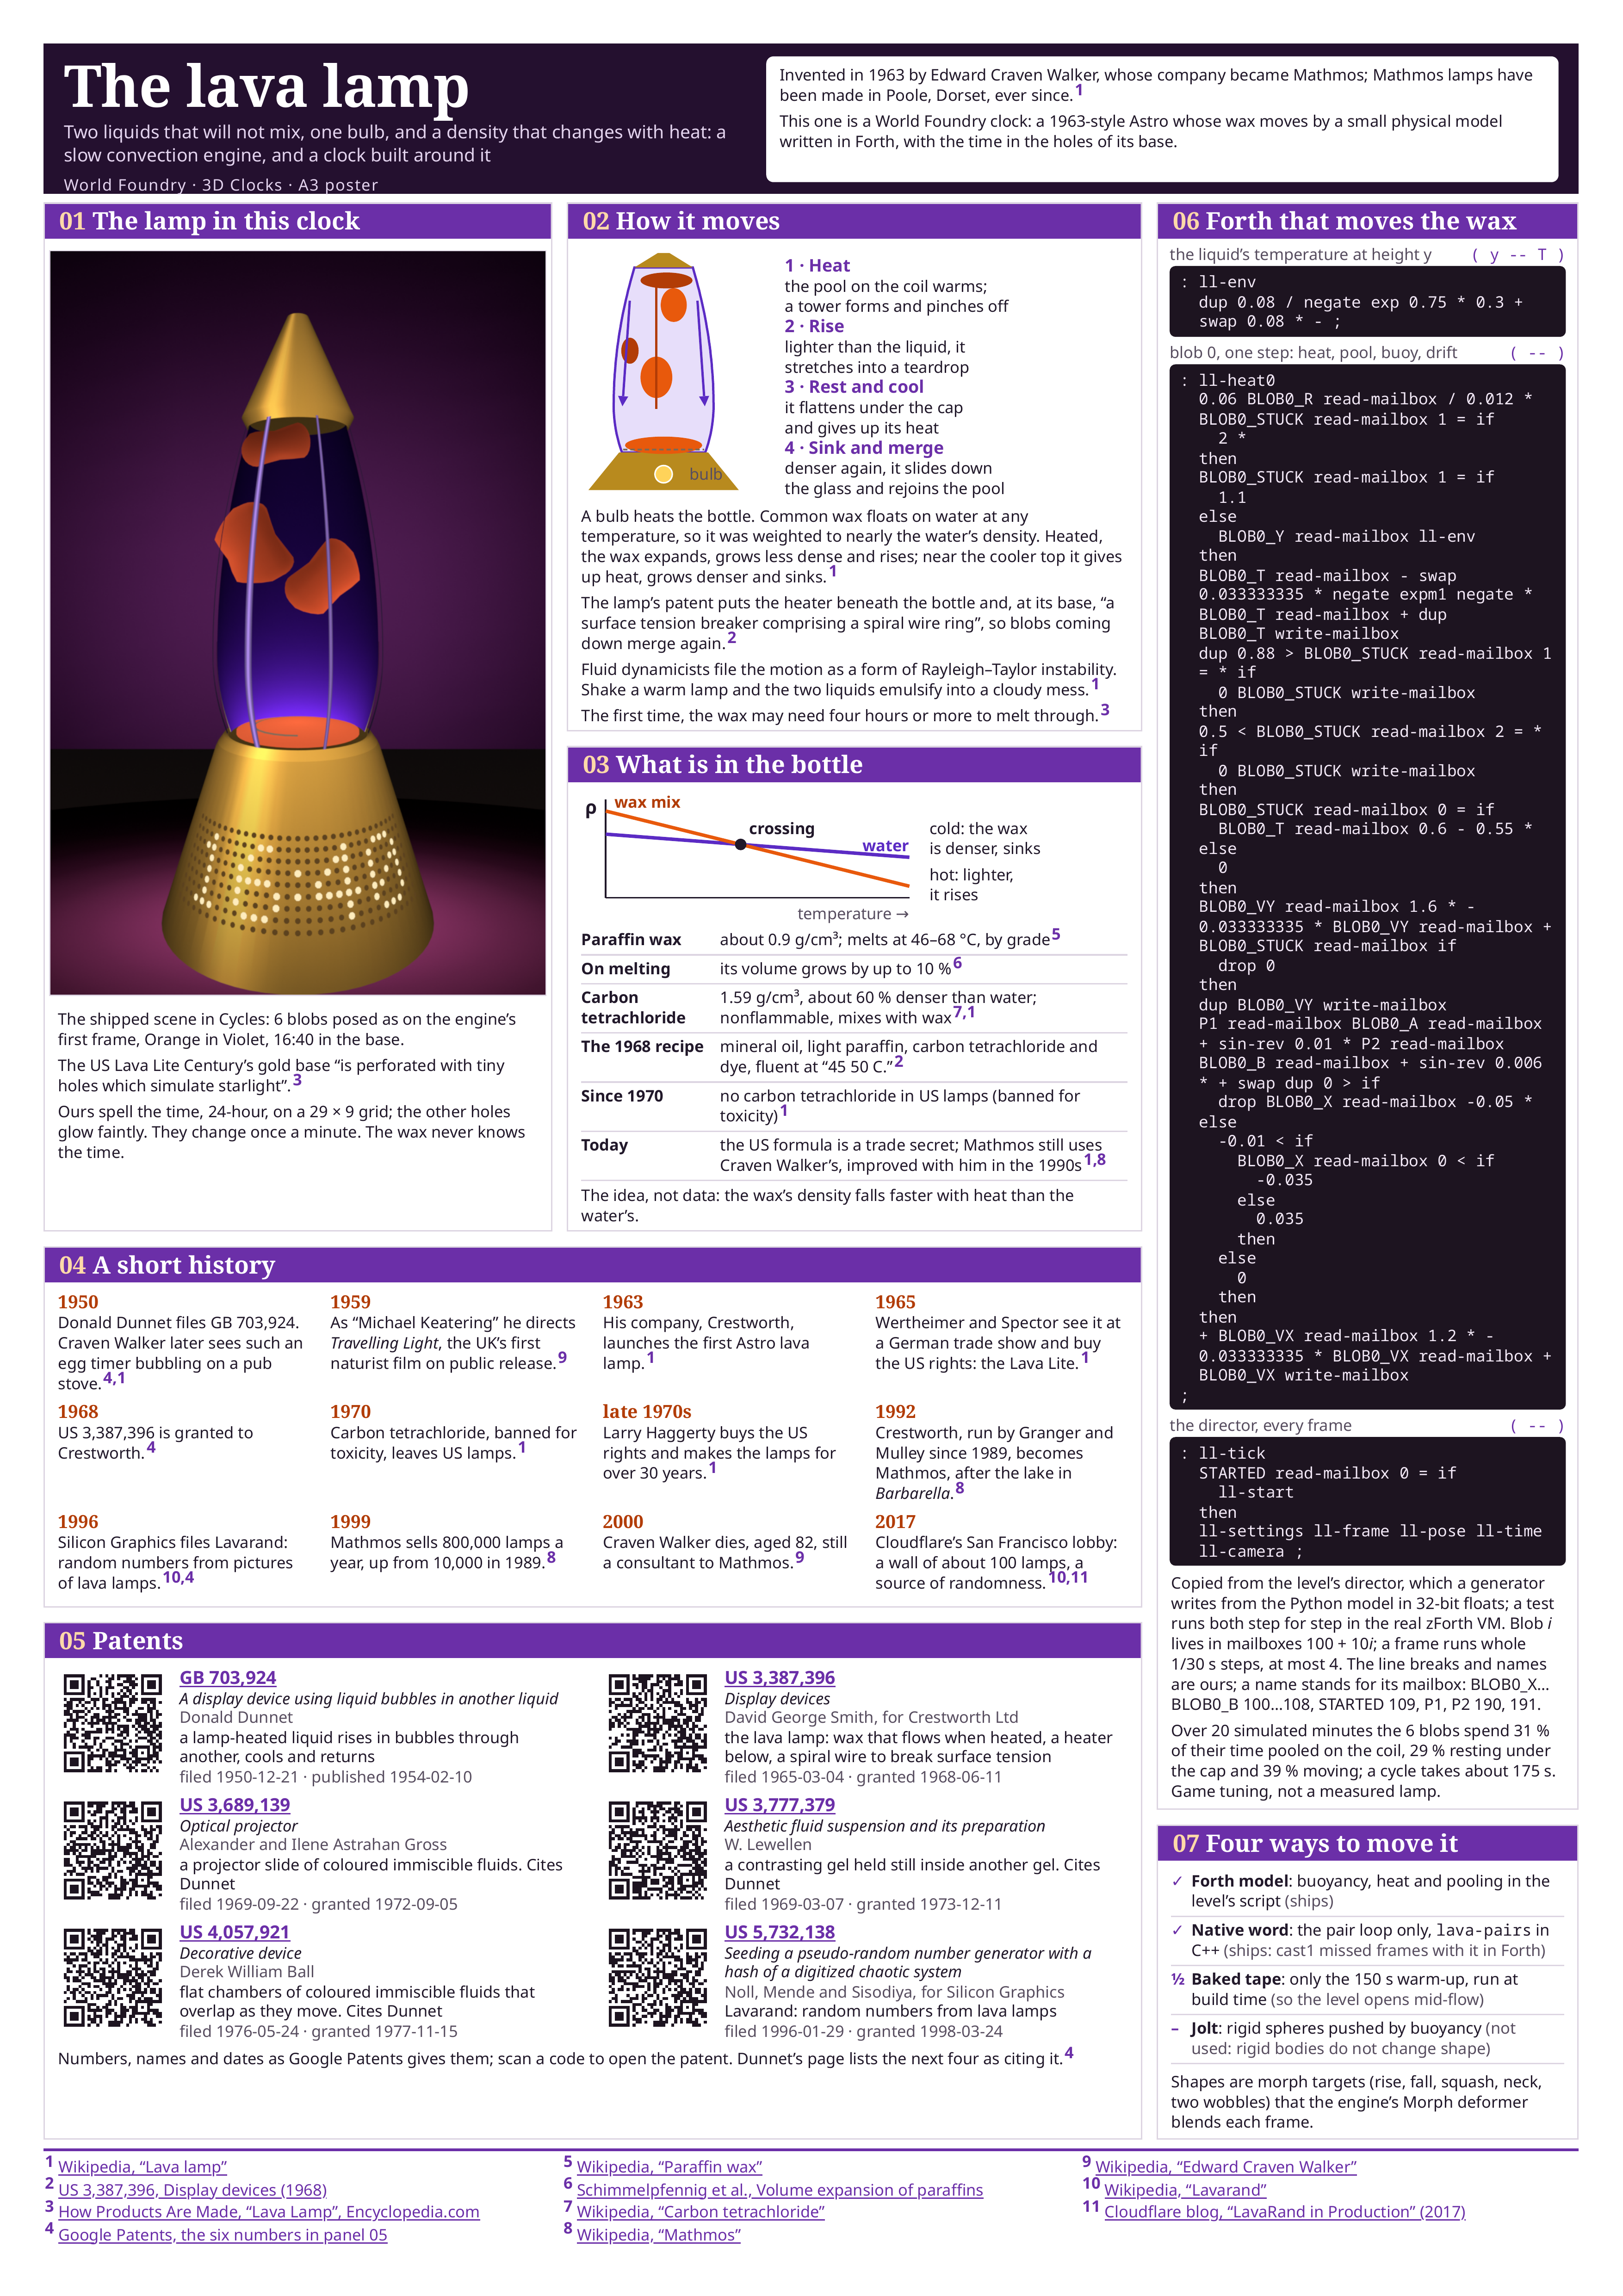 The lava lamp
Two liquids that will not mix, one bulb, and a density that changes with heat: a
slow convection engine, and a clock built around it
World Foundry · 3D Clocks · A3 poster
Invented in 1963 by Edward Craven Walker, whose company became Mathmos; Mathmos lamps have
been made in Poole, Dorset, ever since.1
This one is a World Foundry clock: a 1963-style Astro whose wax moves by a small physical model
written in Forth, with the time in the holes of its base.
01 The lamp in this clock
16:40
The shipped scene in Cycles: 6 blobs posed as on the engine’s
first frame, Orange in Violet, 16:40 in the base.
The US Lava Lite Century’s gold base “is perforated with tiny
holes which simulate starlight”.3
Ours spell the time, 24-hour, on a 29 × 9 grid; the other holes
glow faintly. They change once a minute. The wax never knows
the time.
02 How it moves
bulb
1 · Heat
the pool on the coil warms;
a tower forms and pinches off
2 · Rise
lighter than the liquid, it
stretches into a teardrop
3 · Rest and cool
it flattens under the cap
and gives up its heat
4 · Sink and merge
denser again, it slides down
the glass and rejoins the pool
A bulb heats the bottle. Common wax floats on water at any
temperature, so it was weighted to nearly the water’s density. Heated,
the wax expands, grows less dense and rises; near the cooler top it gives
up heat, grows denser and sinks.1
The lamp’s patent puts the heater beneath the bottle and, at its base, “a
surface tension breaker comprising a spiral wire ring”, so blobs coming
down merge again.2
Fluid dynamicists file the motion as a form of Rayleigh–Taylor instability.
Shake a warm lamp and the two liquids emulsify into a cloudy mess.1
The first time, the wax may need four hours or more to melt through.3
03 What is in the bottle
ρ wax mix
crossing
water
temperature →
cold: the wax
is denser, sinks
hot: lighter,
it rises
Paraffin wax about 0.9 g/cm³; melts at 46–68 °C, by grade5
On melting its volume grows by up to 10 %6
Carbon tetrachloride 1.59 g/cm³, about 60 % denser than water;
nonflammable, mixes with wax7,1
The 1968 recipe mineral oil, light paraffin, carbon tetrachloride and
dye, fluent at “45 50 C.”2
Since 1970 no carbon tetrachloride in US lamps (banned for
toxicity)1
Today the US formula is a trade secret; Mathmos still uses
Craven Walker’s, improved with him in the 1990s1,8
The idea, not data: the wax’s density falls faster with heat than the
water’s.
04 A short history
1950
Donald Dunnet files GB 703,924.
Craven Walker later sees such an
egg timer bubbling on a pub
stove.4,1
1959
As “Michael Keatering” he directs
Travelling Light, the UK’s first
naturist film on public release.9
1963
His company, Crestworth,
launches the first Astro lava
lamp.1
1965
Wertheimer and Spector see it at
a German trade show and buy
the US rights: the Lava Lite.1
1968
US 3,387,396 is granted to
Crestworth.4
1970
Carbon tetrachloride, banned for
toxicity, leaves US lamps.1
late 1970s
Larry Haggerty buys the US
rights and makes the lamps for
over 30 years.1
1992
Crestworth, run by Granger and
Mulley since 1989, becomes
Mathmos, after the lake in
Barbarella.8
1996
Silicon Graphics files Lavarand:
random numbers from pictures
of lava lamps.10,4
1999
Mathmos sells 800,000 lamps a
year, up from 10,000 in 1989.8
2000
Craven Walker dies, aged 82, still
a consultant to Mathmos.9
2017
Cloudflare’s San Francisco lobby:
a wall of about 100 lamps, a
source of randomness.10,11
05 Patents
GB 703,924
A display device using liquid bubbles in another liquid
Donald Dunnet
a lamp-heated liquid rises in bubbles through
another, cools and returns
filed 1950-12-21 · published 1954-02-10
US 3,387,396
Display devices
David George Smith, for Crestworth Ltd
the lava lamp: wax that flows when heated, a heater
below, a spiral wire to break surface tension
filed 1965-03-04 · granted 1968-06-11
US 3,689,139
Optical projector
Alexander and Ilene Astrahan Gross
a projector slide of coloured immiscible fluids. Cites
Dunnet
filed 1969-09-22 · granted 1972-09-05
US 3,777,379
Aesthetic fluid suspension and its preparation
W. Lewellen
a contrasting gel held still inside another gel. Cites
Dunnet
filed 1969-03-07 · granted 1973-12-11
US 4,057,921
Decorative device
Derek William Ball
flat chambers of coloured immiscible fluids that
overlap as they move. Cites Dunnet
filed 1976-05-24 · granted 1977-11-15
US 5,732,138
Seeding a pseudo-random number generator with a
hash of a digitized chaotic system
Noll, Mende and Sisodiya, for Silicon Graphics
Lavarand: random numbers from lava lamps
filed 1996-01-29 · granted 1998-03-24
Numbers, names and dates as Google Patents gives them; scan a code to open the patent. Dunnet’s page lists the next four as citing it.4
06 Forth that moves the wax
the liquid’s temperature at height y ( y -- T )
: ll-env
dup 0.08 / negate exp 0.75 * 0.3 +
swap 0.08 * - ;
blob 0, one step: heat, pool, buoy, drift ( -- )
: ll-heat0
0.06 BLOB0_R read-mailbox / 0.012 *
BLOB0_STUCK read-mailbox 1 = if
2 *
then
BLOB0_STUCK read-mailbox 1 = if
1.1
else
BLOB0_Y read-mailbox ll-env
then
BLOB0_T read-mailbox - swap
0.033333335 * negate expm1 negate *
BLOB0_T read-mailbox + dup
BLOB0_T write-mailbox
dup 0.88 > BLOB0_STUCK read-mailbox 1
= * if
0 BLOB0_STUCK write-mailbox
then
0.5 < BLOB0_STUCK read-mailbox 2 = *
if
0 BLOB0_STUCK write-mailbox
then
BLOB0_STUCK read-mailbox 0 = if
BLOB0_T read-mailbox 0.6 - 0.55 *
else
0
then
BLOB0_VY read-mailbox 1.6 * -
0.033333335 * BLOB0_VY read-mailbox +
BLOB0_STUCK read-mailbox if
drop 0
then
dup BLOB0_VY write-mailbox
P1 read-mailbox BLOB0_A read-mailbox
+ sin-rev 0.01 * P2 read-mailbox
BLOB0_B read-mailbox + sin-rev 0.006
* + swap dup 0 > if
drop BLOB0_X read-mailbox -0.05 *
else
-0.01 < if
BLOB0_X read-mailbox 0 < if
-0.035
else
0.035
then
else
0
then
then
+ BLOB0_VX read-mailbox 1.2 * -
0.033333335 * BLOB0_VX read-mailbox +
BLOB0_VX write-mailbox
;
the director, every frame ( -- )
: ll-tick
STARTED read-mailbox 0 = if
ll-start
then
ll-settings ll-frame ll-pose ll-time
ll-camera ;
Copied from the level’s director, which a generator
writes from the Python model in 32-bit floats; a test
runs both step for step in the real zForth VM. Blob i
lives in mailboxes 100 + 10i; a frame runs whole
1/30 s steps, at most 4. The line breaks and names
are ours; a name stands for its mailbox: BLOB0_X…
BLOB0_B 100…108, STARTED 109, P1, P2 190, 191.
Over 20 simulated minutes the 6 blobs spend 31 %
of their time pooled on the coil, 29 % resting under
the cap and 39 % moving; a cycle takes about 175 s.
Game tuning, not a measured lamp.
07 Four ways to move it
✓ Forth model: buoyancy, heat and pooling in the
level’s script (ships)
✓ Native word: the pair loop only, lava-pairs in
C++ (ships: cast1 missed frames with it in Forth)
½ Baked tape: only the 150 s warm-up, run at
build time (so the level opens mid-flow)
– Jolt: rigid spheres pushed by buoyancy (not
used: rigid bodies do not change shape)
Shapes are morph targets (rise, fall, squash, neck,
two wobbles) that the engine’s Morph deformer
blends each frame.
1 Wikipedia, “Lava lamp”
2 US 3,387,396, Display devices (1968)
3 How Products Are Made, “Lava Lamp”, Encyclopedia.com
4 Google Patents, the six numbers in panel 05
5 Wikipedia, “Paraffin wax”
6 Schimmelpfennig et al., Volume expansion of paraffins
7 Wikipedia, “Carbon tetrachloride”
8 Wikipedia, “Mathmos”
9 Wikipedia, “Edward Craven Walker”
10 Wikipedia, “Lavarand”
11 Cloudflare blog, “LavaRand in Production” (2017)